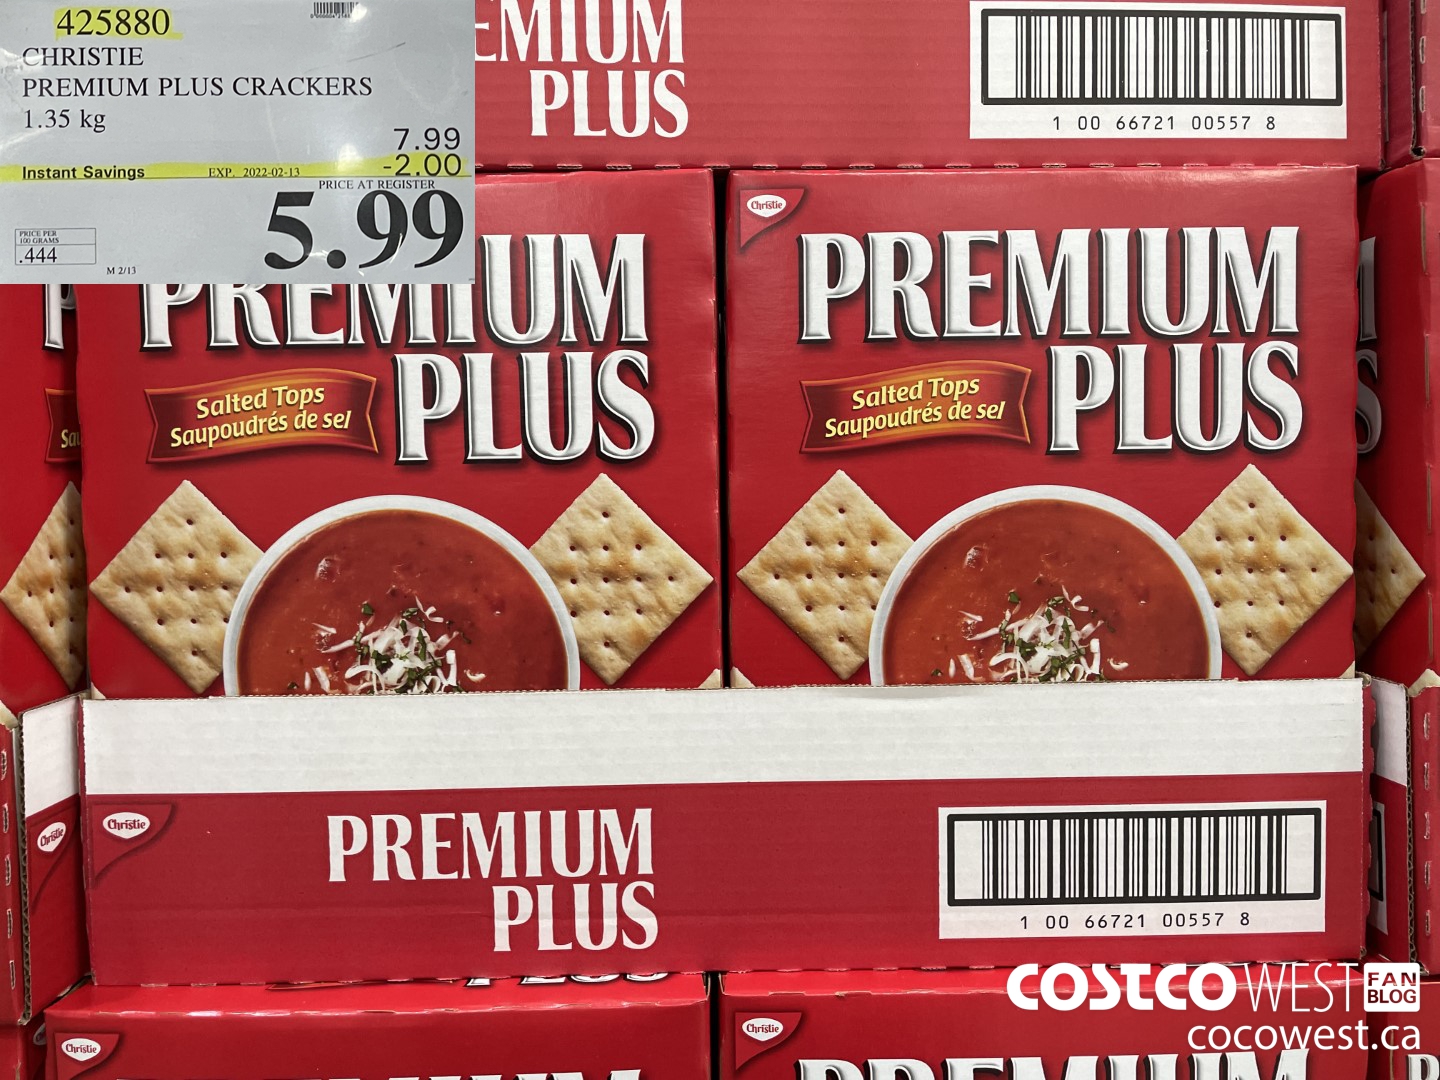 425880
CHRISTIE
PREMIUM PLUS CRACKERS
1.35 kg
7.99
Instant Savings EXP. 2022-02-13 -2.00
PRICE AT REGISTER
5.99
PRICE PER
100 GRAMS
.444
M 2/13
EMIUM
PLUS
1 00 66721 00557 8
PREMIUM
PLUS
Salted Tops
Saupoudrés de sel
Christie
PREMIUM
PLUS
Salted Tops
Saupoudrés de sel
Christie
Christie
PREMIUM
PLUS
1 00 66721 00557 8
PLUS
Christie
Christie
PREMIUM
COSTCO WEST FAN BLOG
cocowest.ca